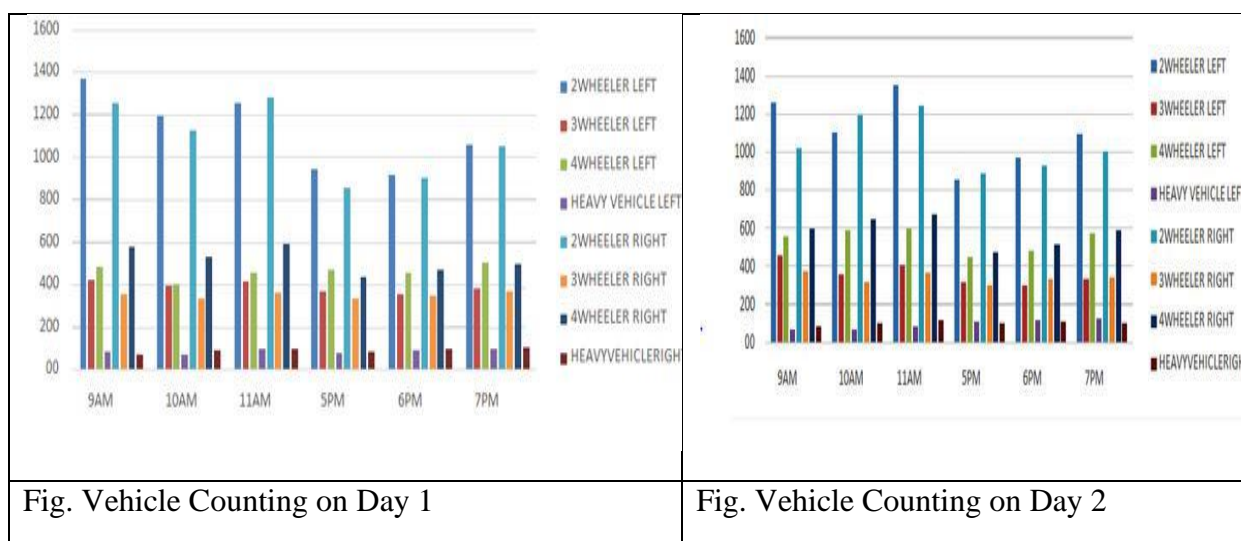 1600
1400
1200
1000
800
600
400
200
00
9AM 10AM 11AM 5PM 6PM 7PM
2WHEELER LEFT
3WHEELER LEFT
4WHEELER LEFT
HEAVY VEHICLE LEFT
2WHEELER RIGHT
3WHEELER RIGHT
4WHEELER RIGHT
HEAVYVEHICLERIGHT
Fig. Vehicle Counting on Day 1
1600
1400
1200
1000
800
600
400
200
00
9AM 10AM 11AM 5PM 6PM 7PM
2WHEELER LEFT
3WHEELER LEFT
4WHEELER LEFT
HEAVY VEHICLE LEF
2WHEELER RIGHT
3WHEELER RIGHT
4WHEELER RIGHT
HEAVYVEHICLERIGH
Fig. Vehicle Counting on Day 2